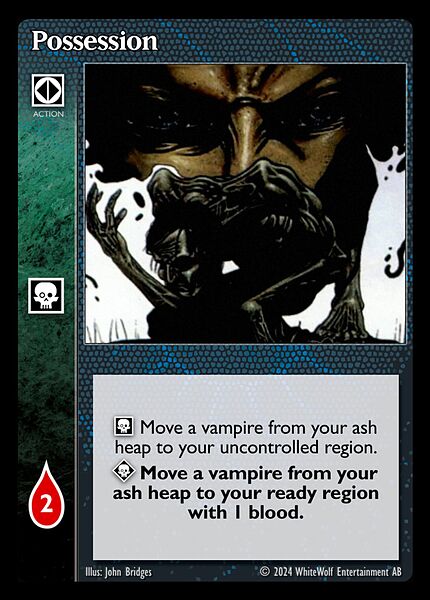 Possession
ACTION
Move a vampire from your ash
heap to your uncontrolled region.
Move a vampire from your
ash heap to your ready region
with 1 blood.
2
Illus: John Bridges
© 2024 WhiteWolf Entertainment AB